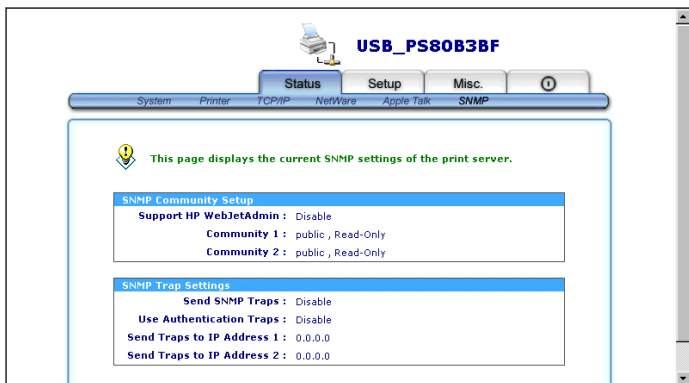 USB_PS80B3BF
Status Setup Misc.
System Printer TCP/IP NetWare Apple Talk SNMP
This page displays the current SNMP settings of the print server.
SNMP Community Setup
Support HP WebJetAdmin : Disable
Community 1 : public , Read-Only
Community 2 : public , Read-Only
SNMP Trap Settings
Send SNMP Traps : Disable
Use Authentication Traps : Disable
Send Traps to IP Address 1 : 0.0.0.0
Send Traps to IP Address 2 : 0.0.0.0